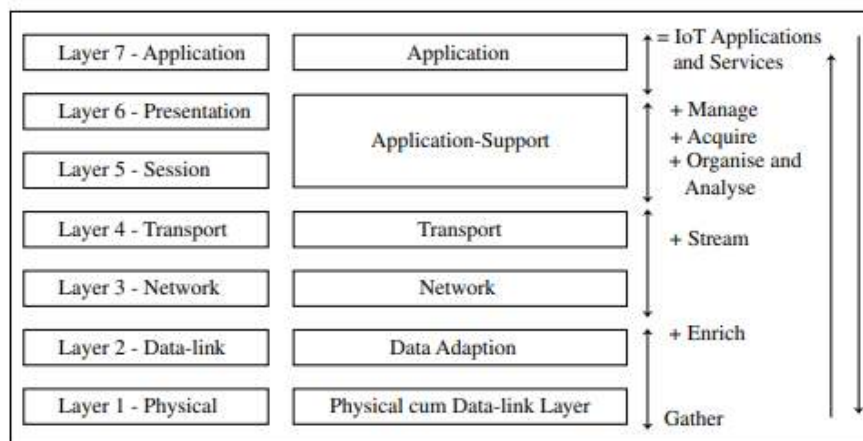 Layer 7 - Application
Application
= IoT Applications
and Services
Layer 6 - Presentation
Application-Support
+ Manage
+ Acquire
+ Organise and
Analyse
Layer 5 - Session
Layer 4 - Transport
Transport
+ Stream
Layer 3 - Network
Network
Layer 2 - Data-link
Data Adaption
+ Enrich
Layer 1 - Physical
Physical cum Data-link Layer
Gather